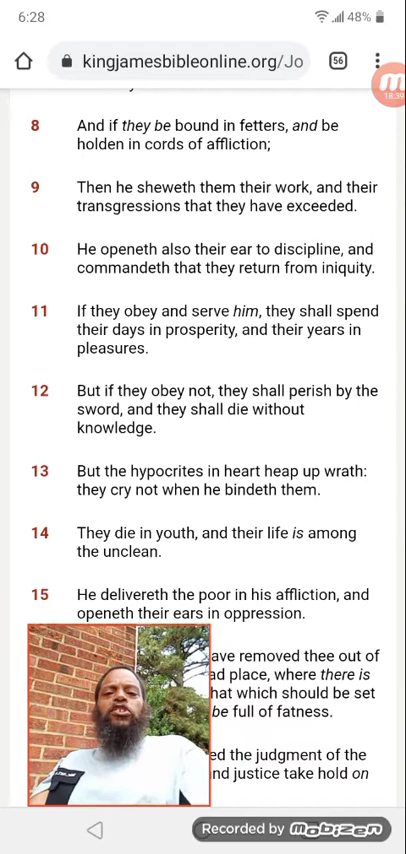 6:28 48%
kingjamesbibleonline.org/Jo 56
18:39
8 And if they be bound in fetters, and be
holden in cords of affliction;
9 Then he sheweth them their work, and their
transgressions that they have exceeded.
10 He openeth also their ear to discipline, and
commandeth that they return from iniquity.
11 If they obey and serve him, they shall spend
their days in prosperity, and their years in
pleasures.
12 But if they obey not, they shall perish by the
sword, and they shall die without
knowledge.
13 But the hypocrites in heart heap up wrath:
they cry not when he bindeth them.
14 They die in youth, and their life is among
the unclean.
15 He delivereth the poor in his affliction, and
openeth their ears in oppression.
ave removed thee out of
ad place, where there is
hat which should be set
be full of fatness.
ed the judgment of the
nd justice take hold on
Recorded by mobizen